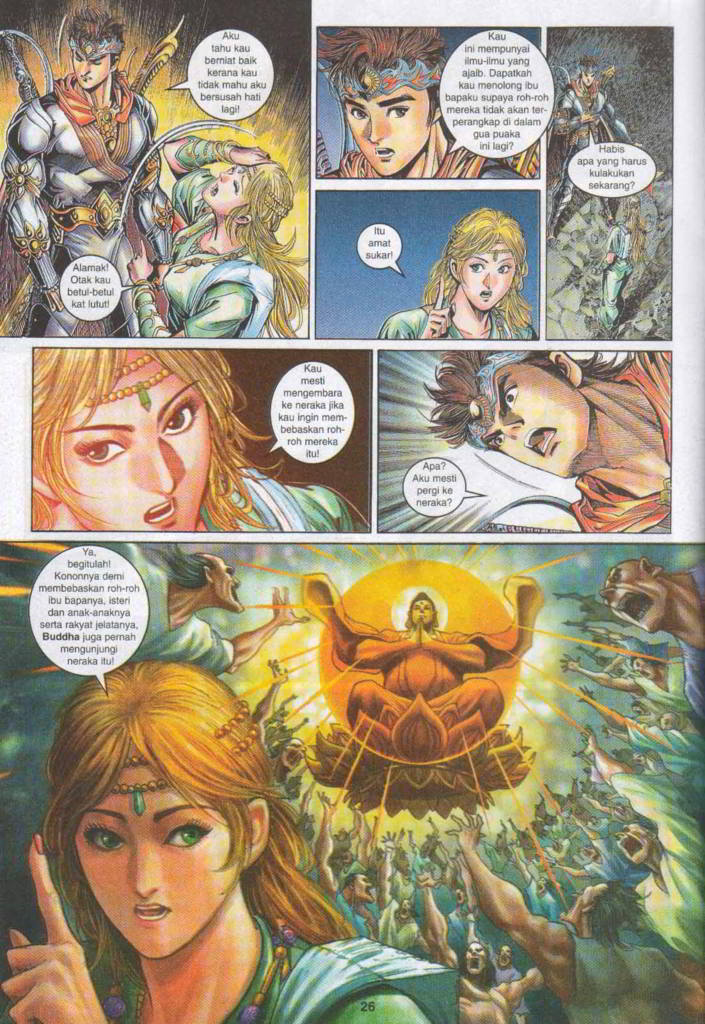 Aku
tahu kau
berniat baik
kerana kau
tidak mahu aku
bersusah hati
lagi!
Alamak!
Otak kau
betul-betul
kat lutut!
Kau
ini mempunyai
ilmu-ilmu yang
ajaib. Dapatkah
kau menolong ibu
bapaku supaya roh-roh
mereka tidak akan ter-
perangkap di dalam
gua puaka
ini lagi?
Itu
amat
sukar!
Habis
apa yang harus
kulakukan
sekarang?
Kau
mesti
mengembara
ke neraka jika
kau ingin mem-
bebaskan roh-
roh mereka
itu!
Apa?
Aku mesti
pergi ke
neraka?
Ya,
begitulah!
Kononnya demi
membebaskan roh-roh
ibu bapanya, isteri
dan anak-anaknya
serta rakyat jelatanya,
Buddha juga pernah
mengunjungi
neraka itu!
26